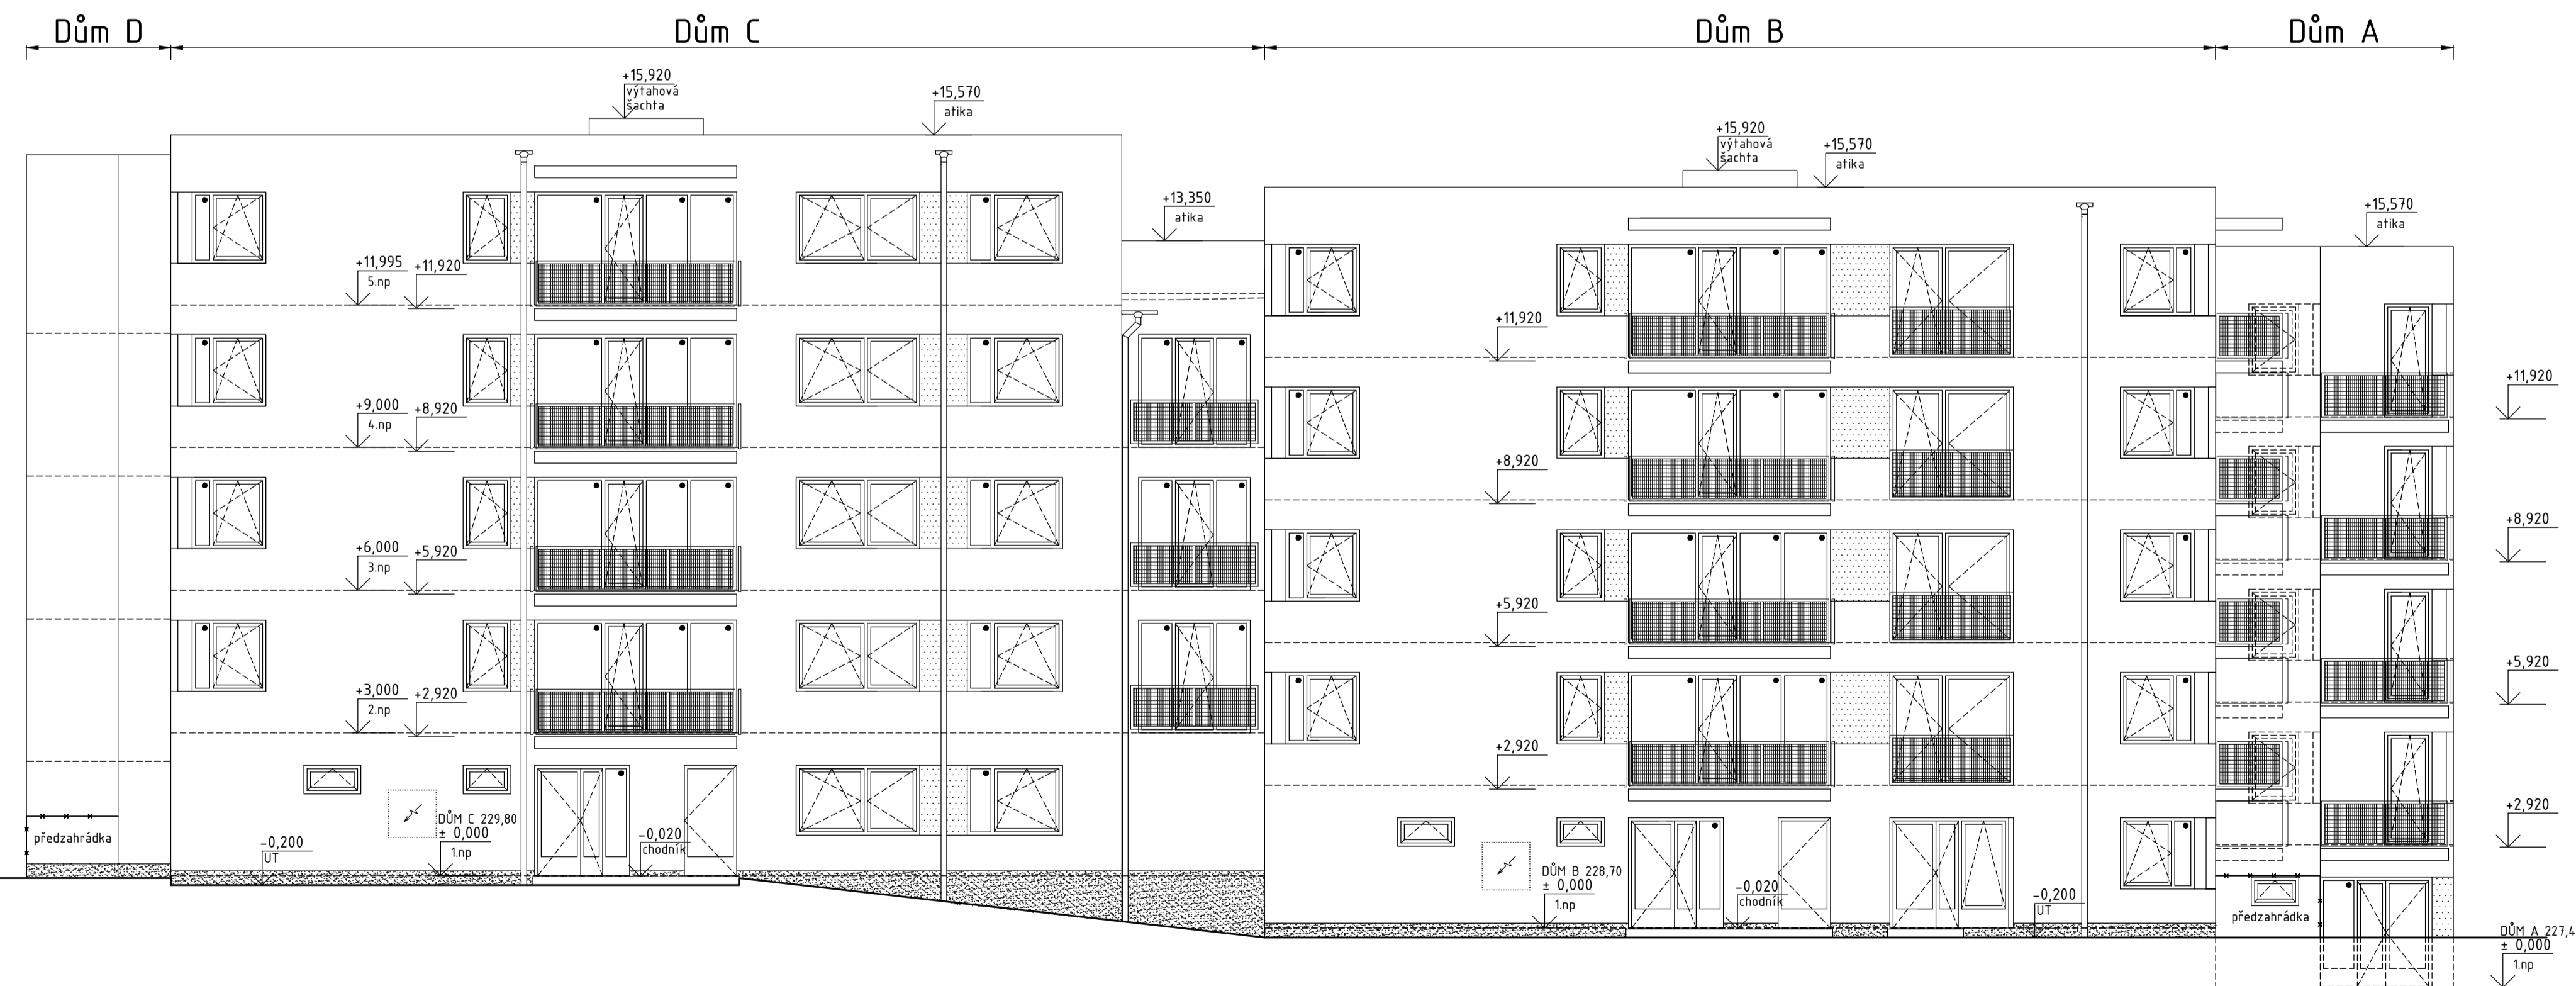 Dům D
Dům C
Dům B
Dům A
+15,920
výtahová
šachta
+15,570
atika
+13,350
atika
+15,920
výtahová
šachta
+15,570
atika
+15,570
atika
+11,995
5.np
+11,920
+9,000
4.np
+8,920
+6,000
3.np
+5,920
+3,000
2.np
+2,920
+11,920
+8,920
+5,920
+2,920
+11,920
+8,920
+5,920
+2,920
předzahrádka
-0,200
UT
DŮM C 229,80
± 0,000
1.np
-0,020
chodník
DŮM B 228,70
± 0,000
1.np
-0,020
chodník
-0,200
UT
předzahrádka
DŮM A 227,4
± 0,000
1.np